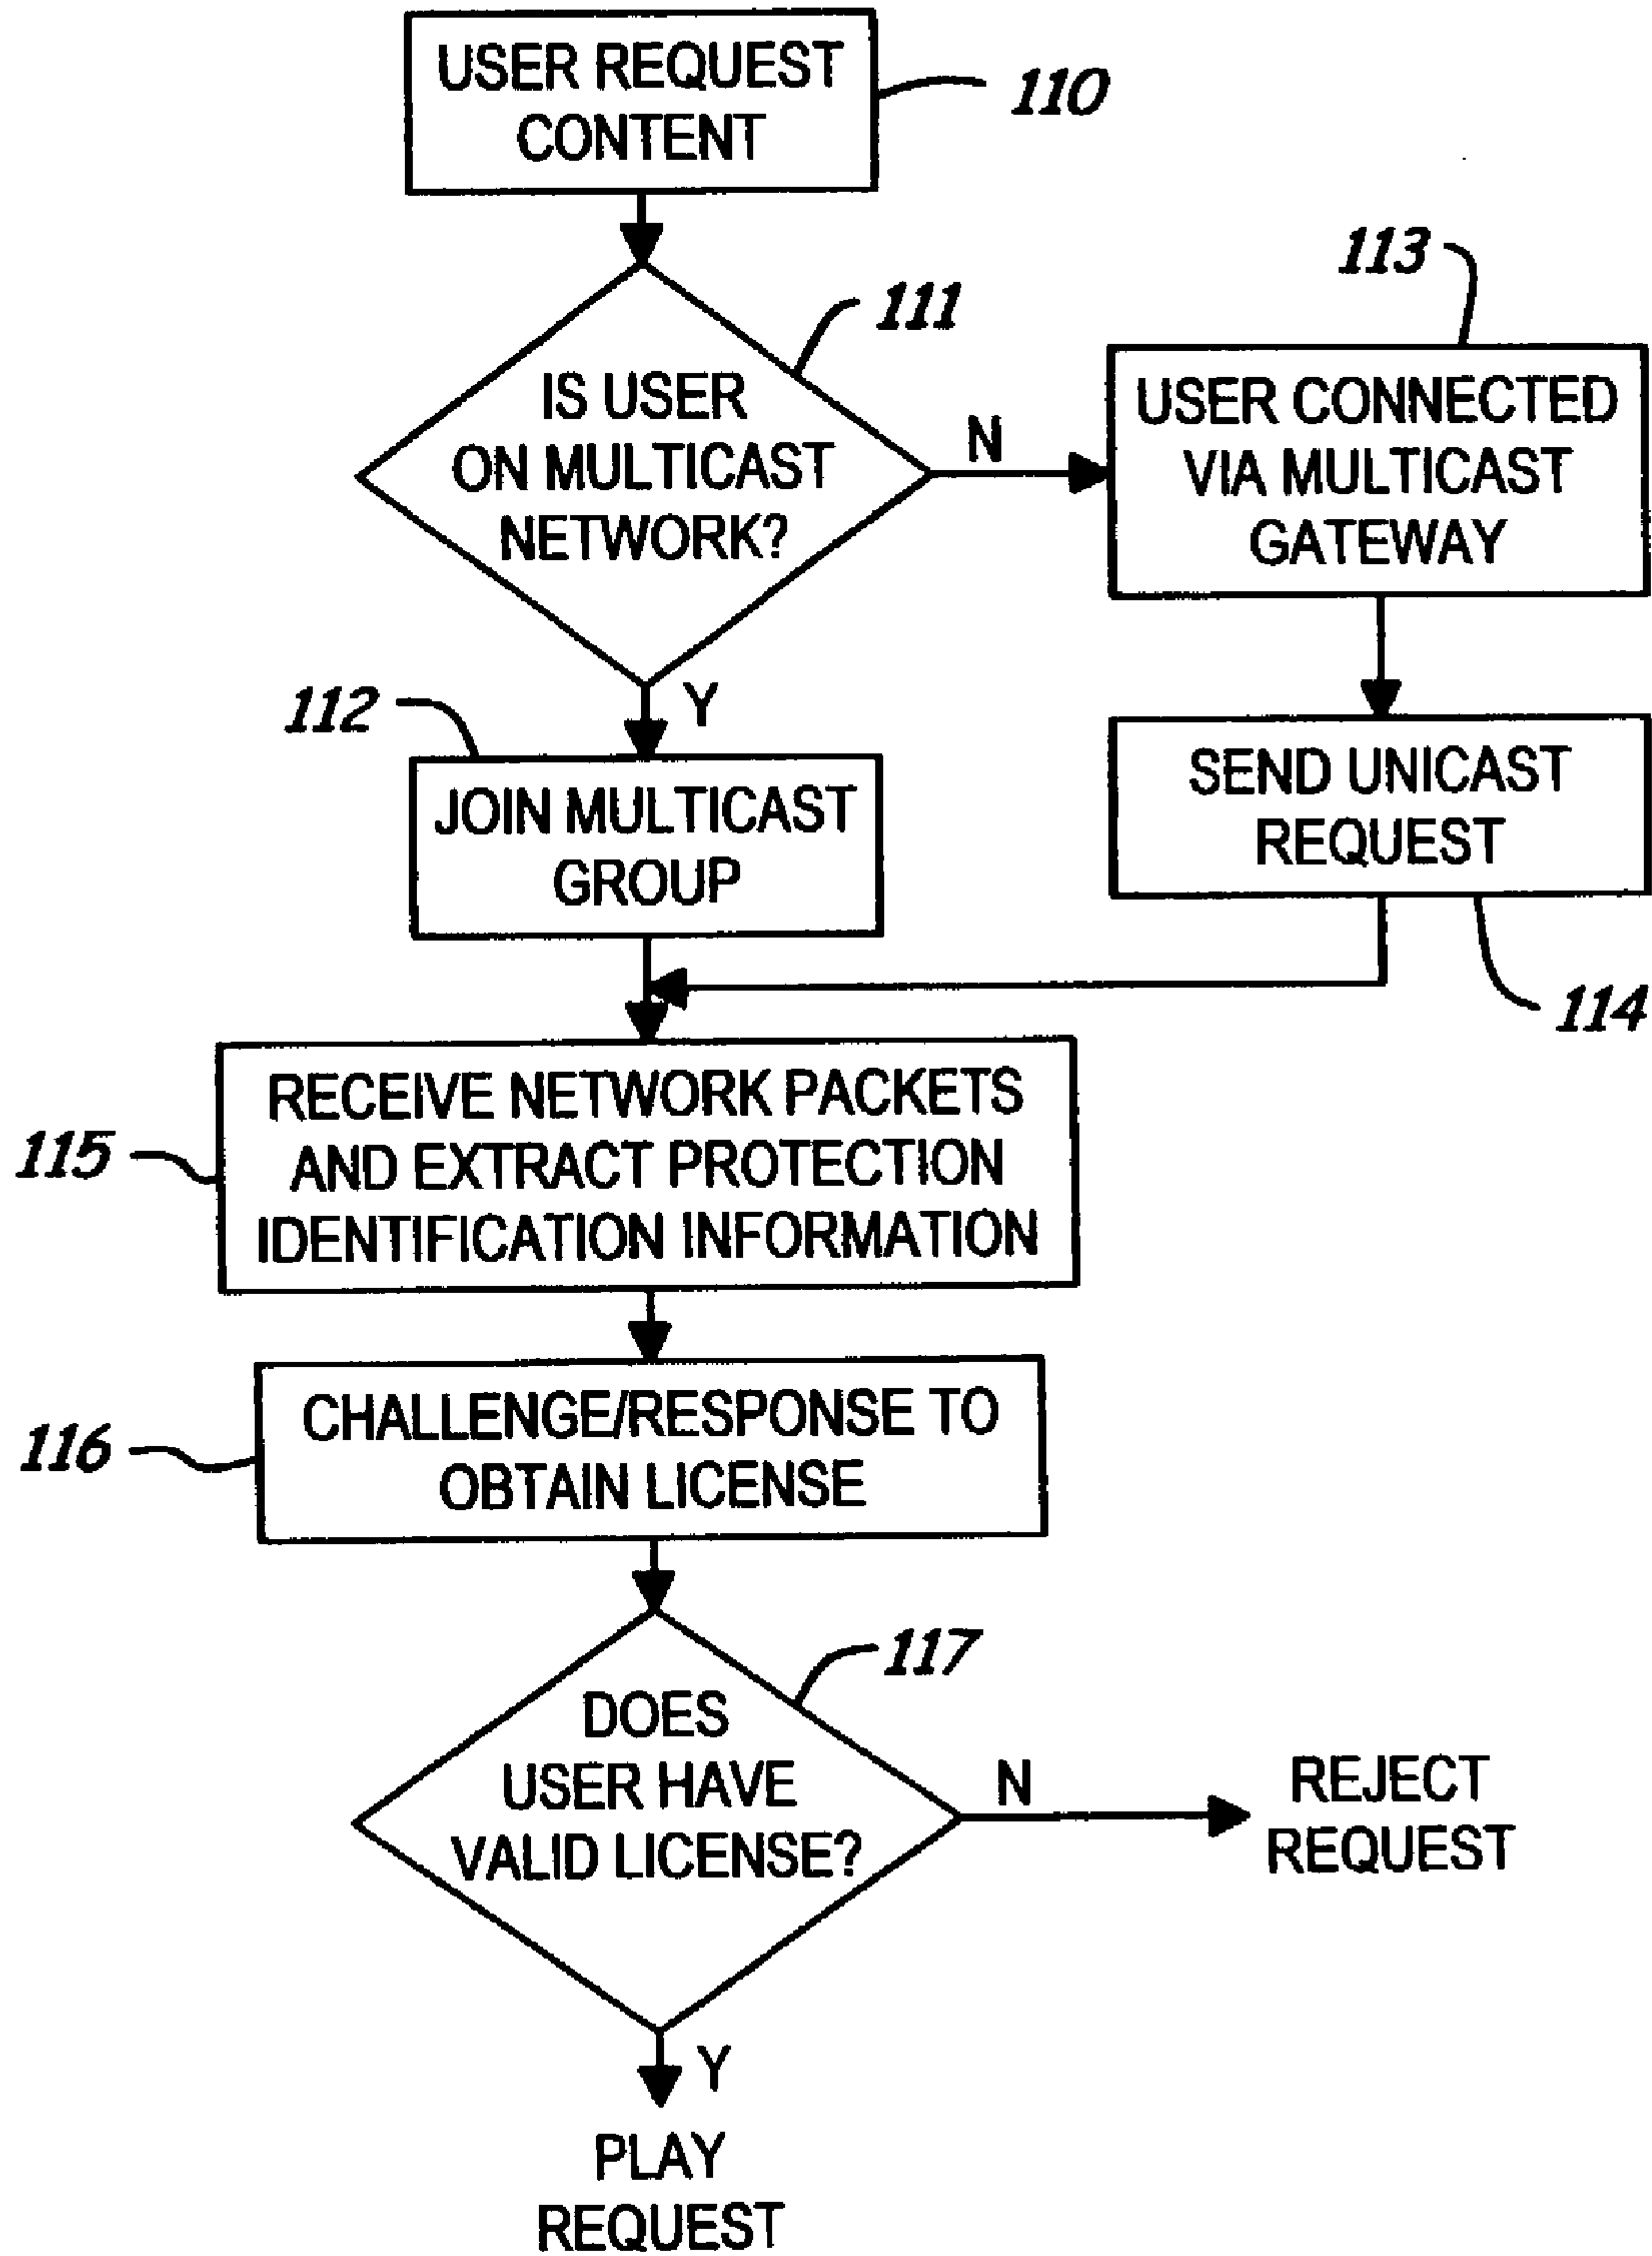 USER REQUEST
CONTENT
110
111
IS USER
ON MULTICAST
NETWORK?
N
Y
113
USER CONNECTED
VIA MULTICAST
GATEWAY
112
JOIN MULTICAST
GROUP
SEND UNICAST
REQUEST
114
115
RECEIVE NETWORK PACKETS
AND EXTRACT PROTECTION
IDENTIFICATION INFORMATION
116
CHALLENGE/RESPONSE TO
OBTAIN LICENSE
117
DOES
USER HAVE
VALID LICENSE?
N
REJECT
REQUEST
Y
PLAY
REQUEST